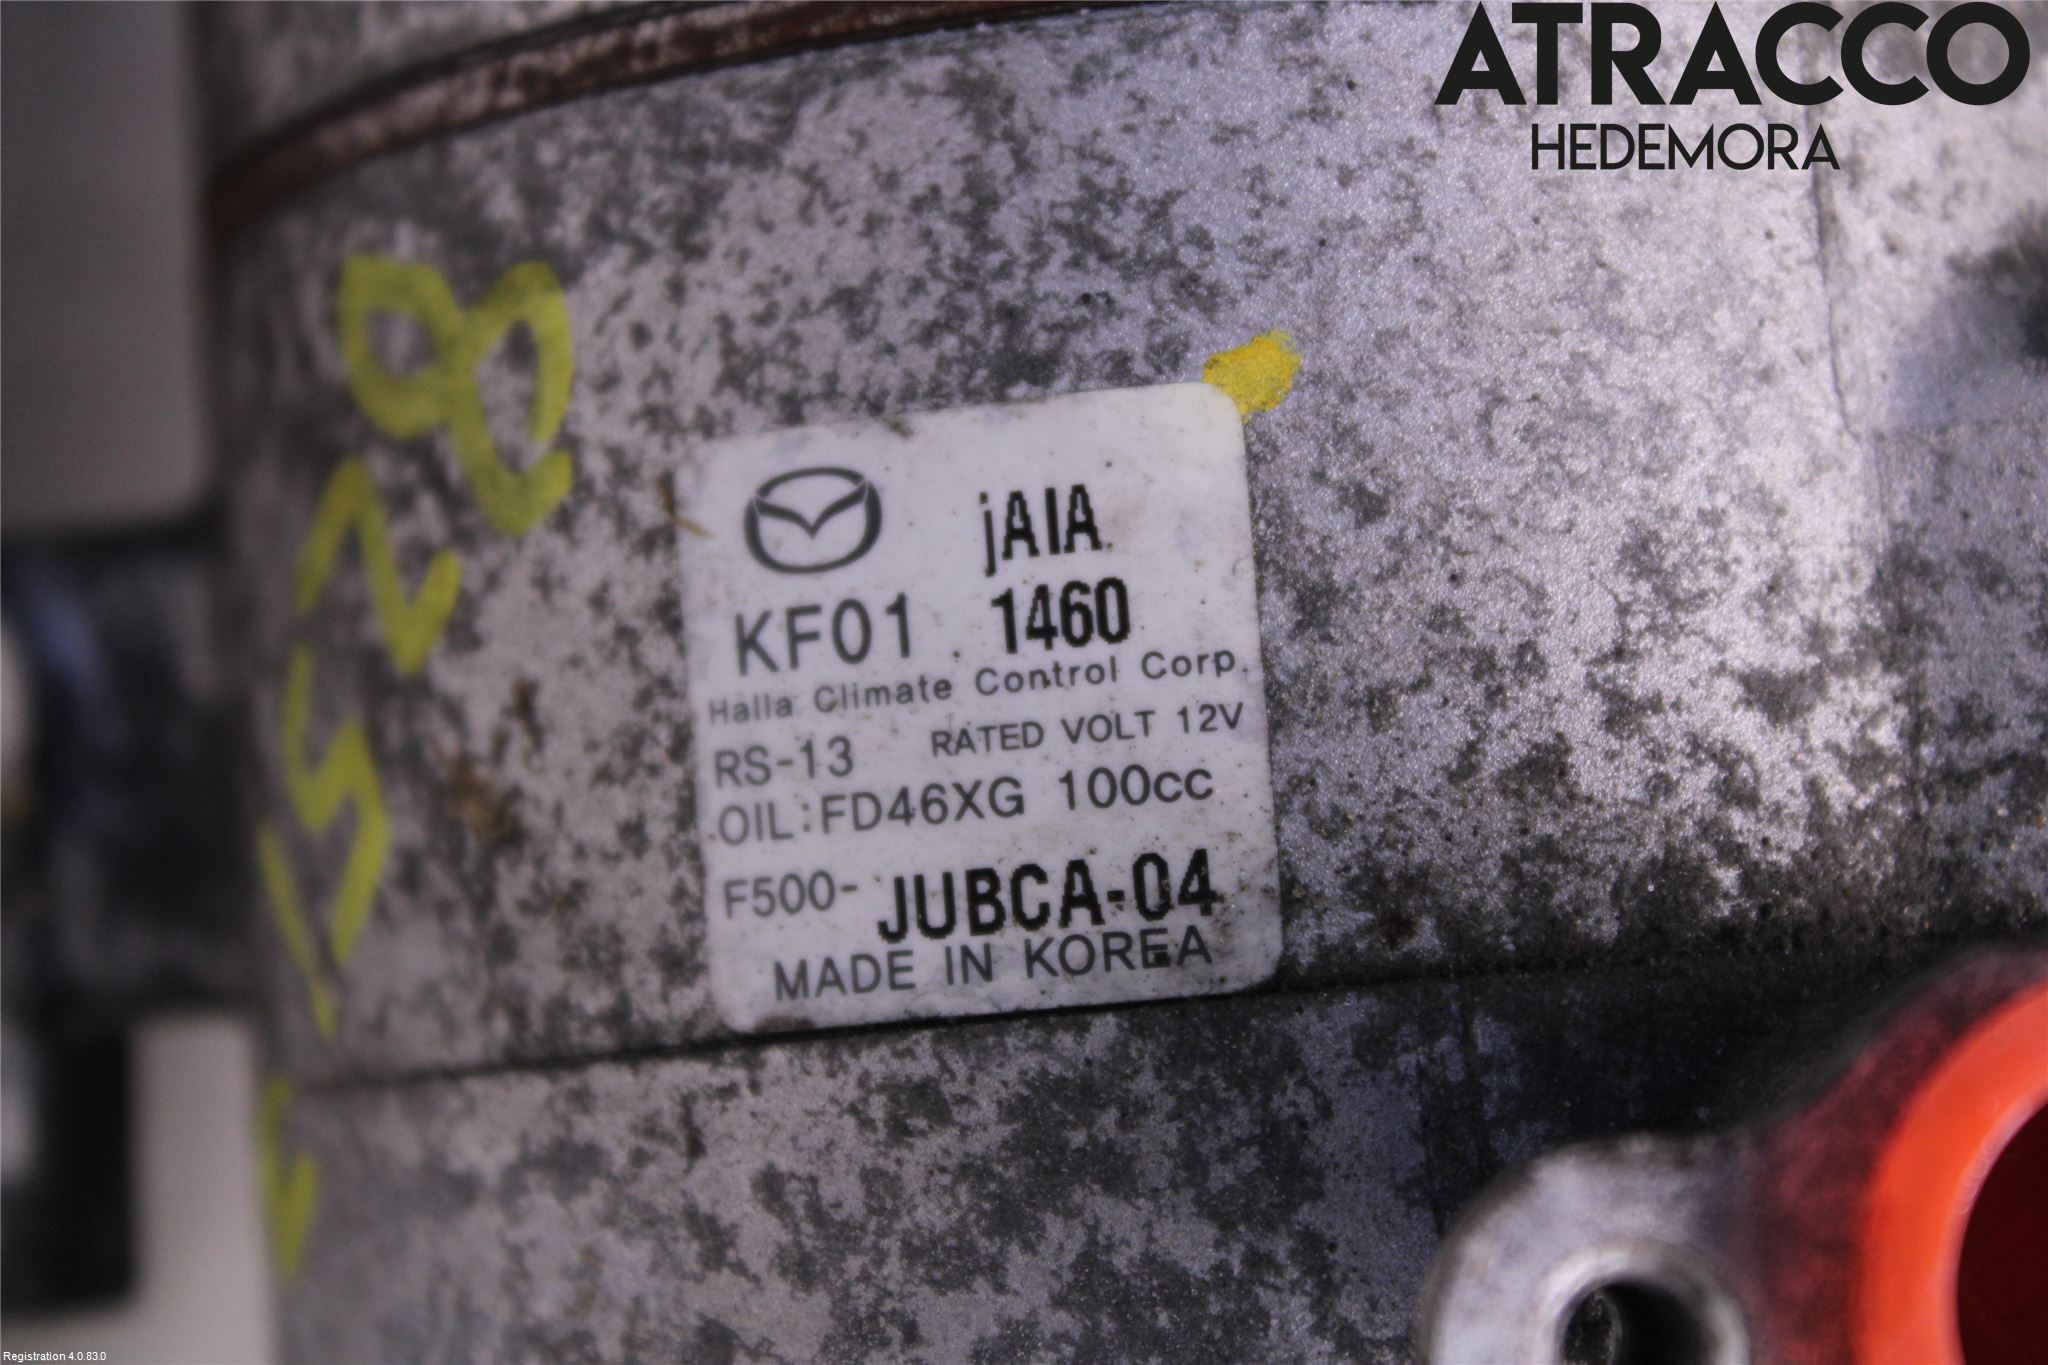 ATRACCO
HEDEMORA
jA1A
KF01 1460
Halla Climate Control Corp.
RS-13 RATED VOLT 12V
OIL:FD46XG 100cc
F500-JUBCA-04
MADE IN KOREA
Registration 4.0.83.0